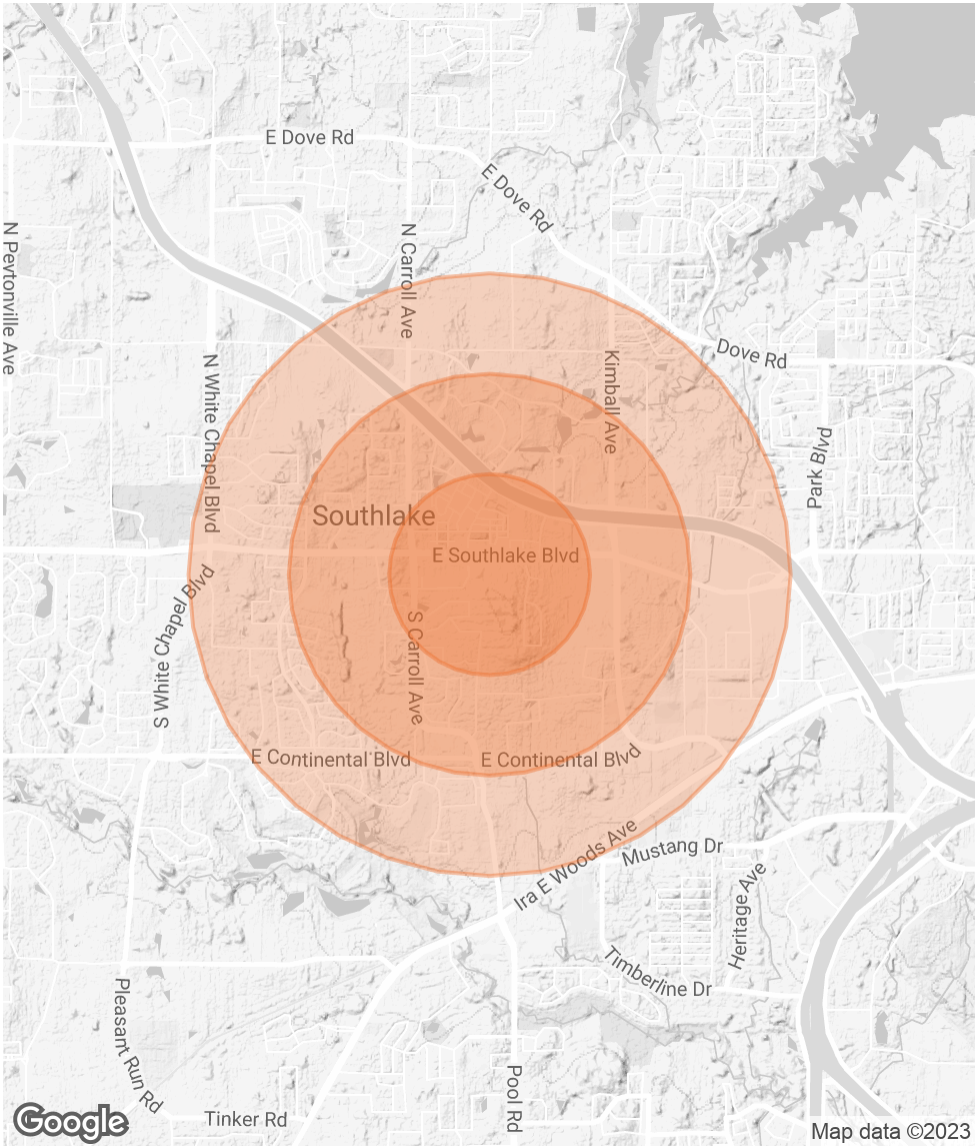 E Dove Rd
E Dove Rd
N Peytonville Ave
N Carroll Ave
Dove Rd
N White Chapel Blvd
Kimball Ave
Park Blvd
Southlake
E Southlake Blvd
S White Chapel Blvd
S Carroll Ave
E Continental Blvd
E Continental Blvd
Ira E Woods Ave
Mustang Dr
Heritage Ave
Timberline Dr
Pleasant Run Rd
Pool Rd
Tinker Rd
Google
Map data ©2023